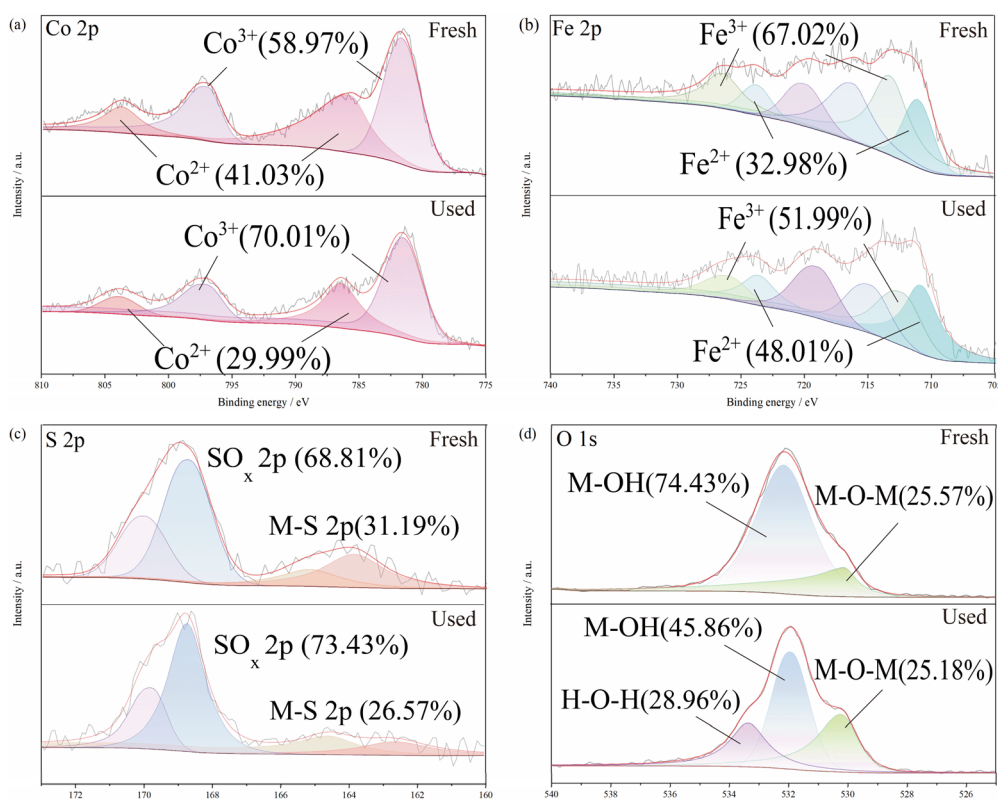 (a)
Co 2p
Fresh
Co³⁺(58.97%)
Co²⁺ (41.03%)
Used
Co³⁺(70.01%)
Co²⁺ (29.99%)
Intensity / a.u.
810 805 800 795 790 785 780 775
Binding energy / eV
(b)
Fe 2p
Fresh
Fe³⁺ (67.02%)
Fe²⁺ (32.98%)
Used
Fe³⁺ (51.99%)
Fe²⁺ (48.01%)
Intensity / a.u.
740 735 730 725 720 715 710 70
Binding energy / eV
(c)
S 2p
Fresh
SOₓ 2p (68.81%)
M-S 2p(31.19%)
Used
SOₓ 2p (73.43%)
M-S 2p (26.57%)
Intensity / a.u.
172 170 168 166 164 162 160
(d)
O 1s
Fresh
M-OH(74.43%)
M-O-M(25.57%)
Used
M-OH(45.86%)
M-O-M(25.18%)
H-O-H(28.96%)
Intensity / a.u.
540 538 536 534 532 530 528 526